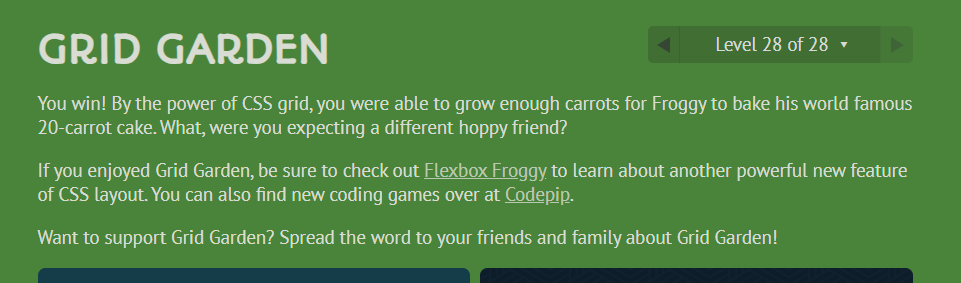 GRID GARDEN
Level 28 of 28
You win! By the power of CSS grid, you were able to grow enough carrots for Froggy to bake his world famous
20-carrot cake. What, were you expecting a different hoppy friend?
If you enjoyed Grid Garden, be sure to check out Flexbox Froggy to learn about another powerful new feature
of CSS layout. You can also find new coding games over at Codepip.
Want to support Grid Garden? Spread the word to your friends and family about Grid Garden!